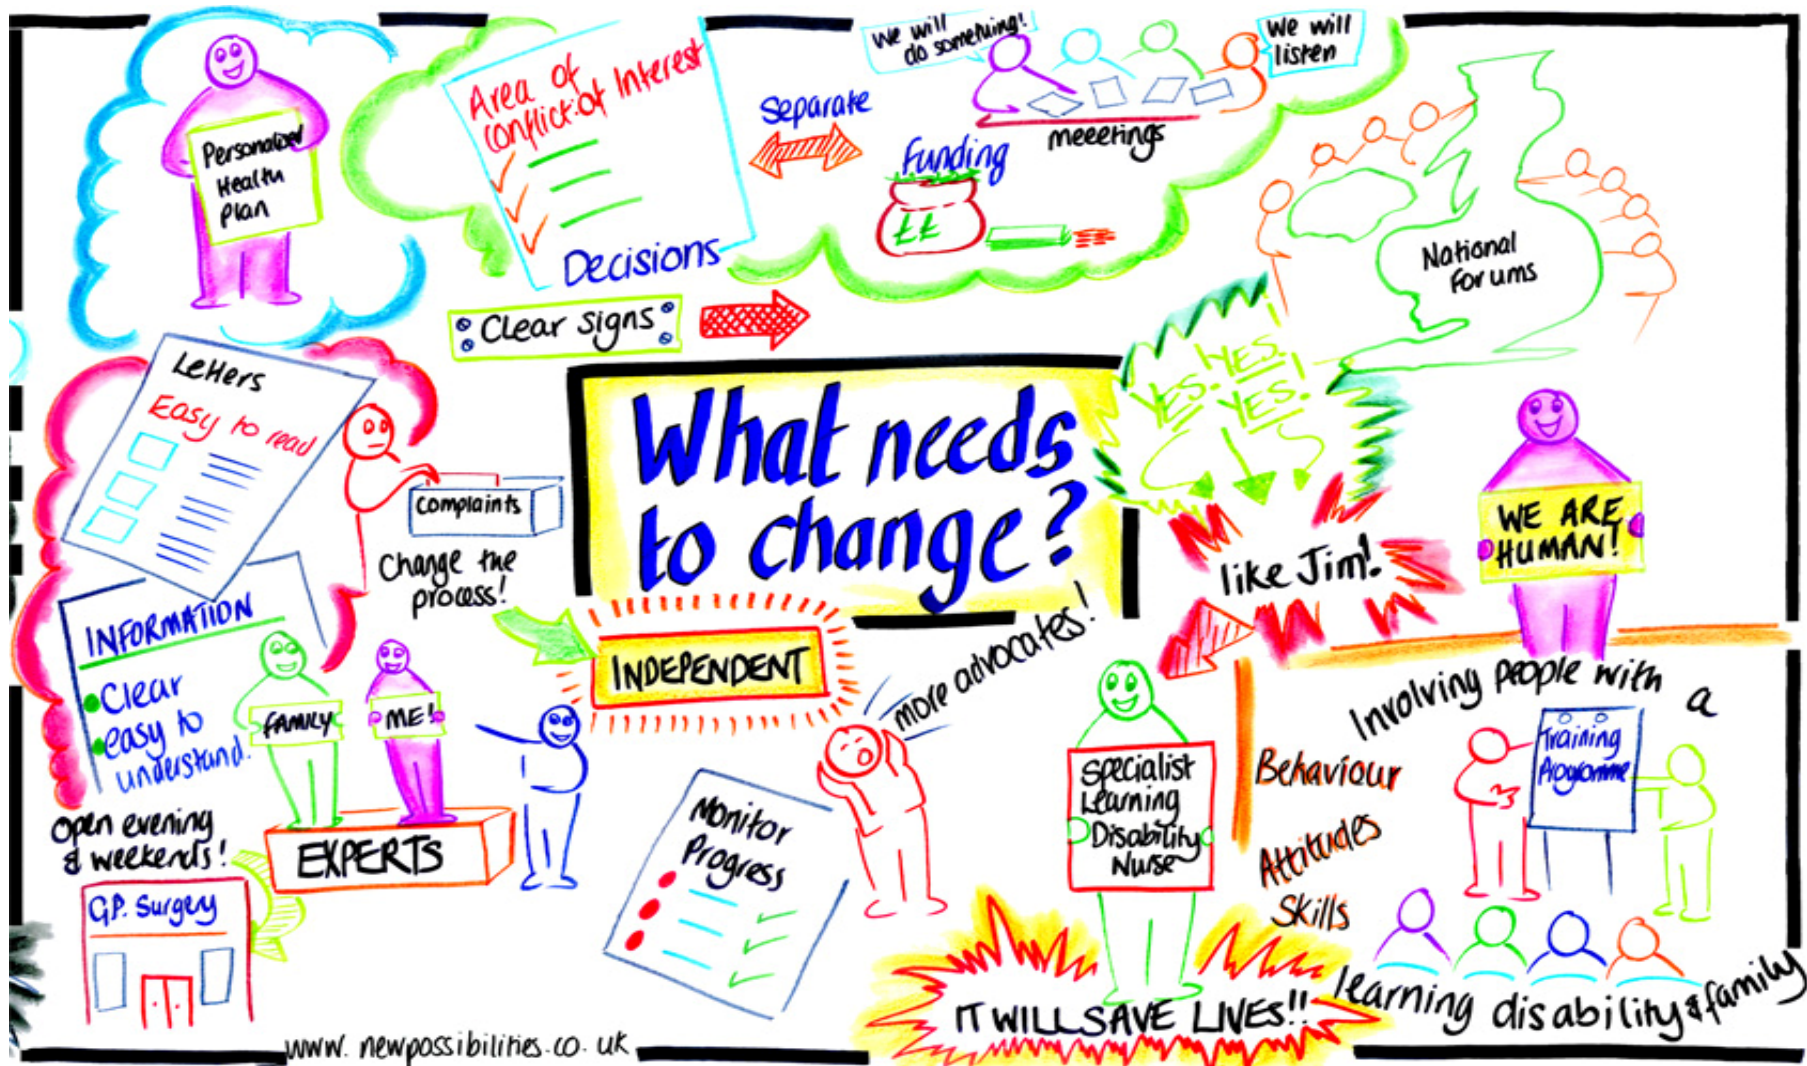 Personalised
Health
Plan
Area of
conflict of Interest
Decisions
Separate
We will
do something!
We will
listen
meeetings
Funding
££
National
Forums
Clear signs
Letters
Easy to read
Complaints
Change the
process!
What needs
to change?
YES.
YES. YES!
like Jim!
WE ARE
HUMAN!
INFORMATION
Clear
easy to
understand.
FAMILY
ME!
EXPERTS
INDEPENDENT
more advocates!
open evening
& weekends!
G.P. Surgery
Monitor
Progress
Specialist
Learning
Disability
Nurse
IT WILL SAVE LIVES!!
Behaviour
Attitudes
Skills
Involving people with a
Training
Programme
learning disability & family
www.newpossibilities.co.uk